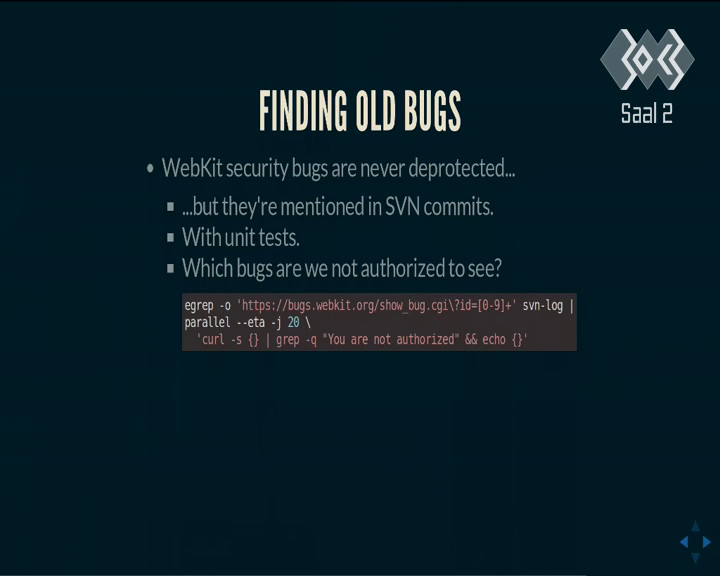 Saal 2
FINDING OLD BUGS
WebKit security bugs are never deprotected...
...but they're mentioned in SVN commits.
With unit tests.
Which bugs are we not authorized to see?
egrep -o 'https://bugs.webkit.org/show_bug.cgi\?id=[0-9]+' svn-log |
parallel --eta -j 20 \
'curl -s {} | grep -q "You are not authorized" && echo {}'